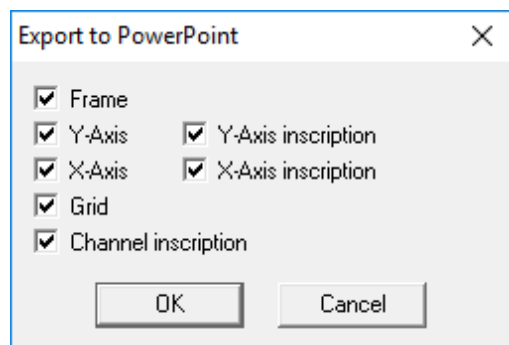 Export to PowerPoint
Frame
Y-Axis Y-Axis inscription
X-Axis X-Axis inscription
Grid
Channel inscription
OK Cancel